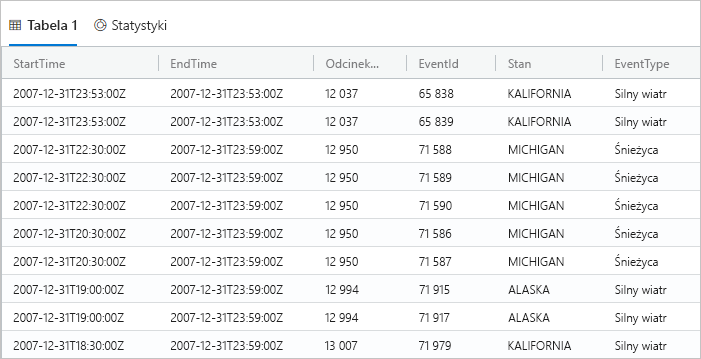 Tabela 1 Statystyki
StartTime EndTime Odcinek... EventId Stan EventType
2007-12-31T23:53:00Z 2007-12-31T23:53:00Z 12 037 65 838 KALIFORNIA Silny wiatr
2007-12-31T23:53:00Z 2007-12-31T23:53:00Z 12 037 65 839 KALIFORNIA Silny wiatr
2007-12-31T22:30:00Z 2007-12-31T23:59:00Z 12 950 71 588 MICHIGAN Śnieżyca
2007-12-31T22:30:00Z 2007-12-31T23:59:00Z 12 950 71 589 MICHIGAN Śnieżyca
2007-12-31T22:30:00Z 2007-12-31T23:59:00Z 12 950 71 590 MICHIGAN Śnieżyca
2007-12-31T20:30:00Z 2007-12-31T23:59:00Z 12 950 71 586 MICHIGAN Śnieżyca
2007-12-31T20:30:00Z 2007-12-31T23:59:00Z 12 950 71 587 MICHIGAN Śnieżyca
2007-12-31T19:00:00Z 2007-12-31T23:59:00Z 12 994 71 915 ALASKA Silny wiatr
2007-12-31T19:00:00Z 2007-12-31T23:59:00Z 12 994 71 917 ALASKA Silny wiatr
2007-12-31T18:30:00Z 2007-12-31T23:59:00Z 13 007 71 979 KALIFORNIA Silny wiatr